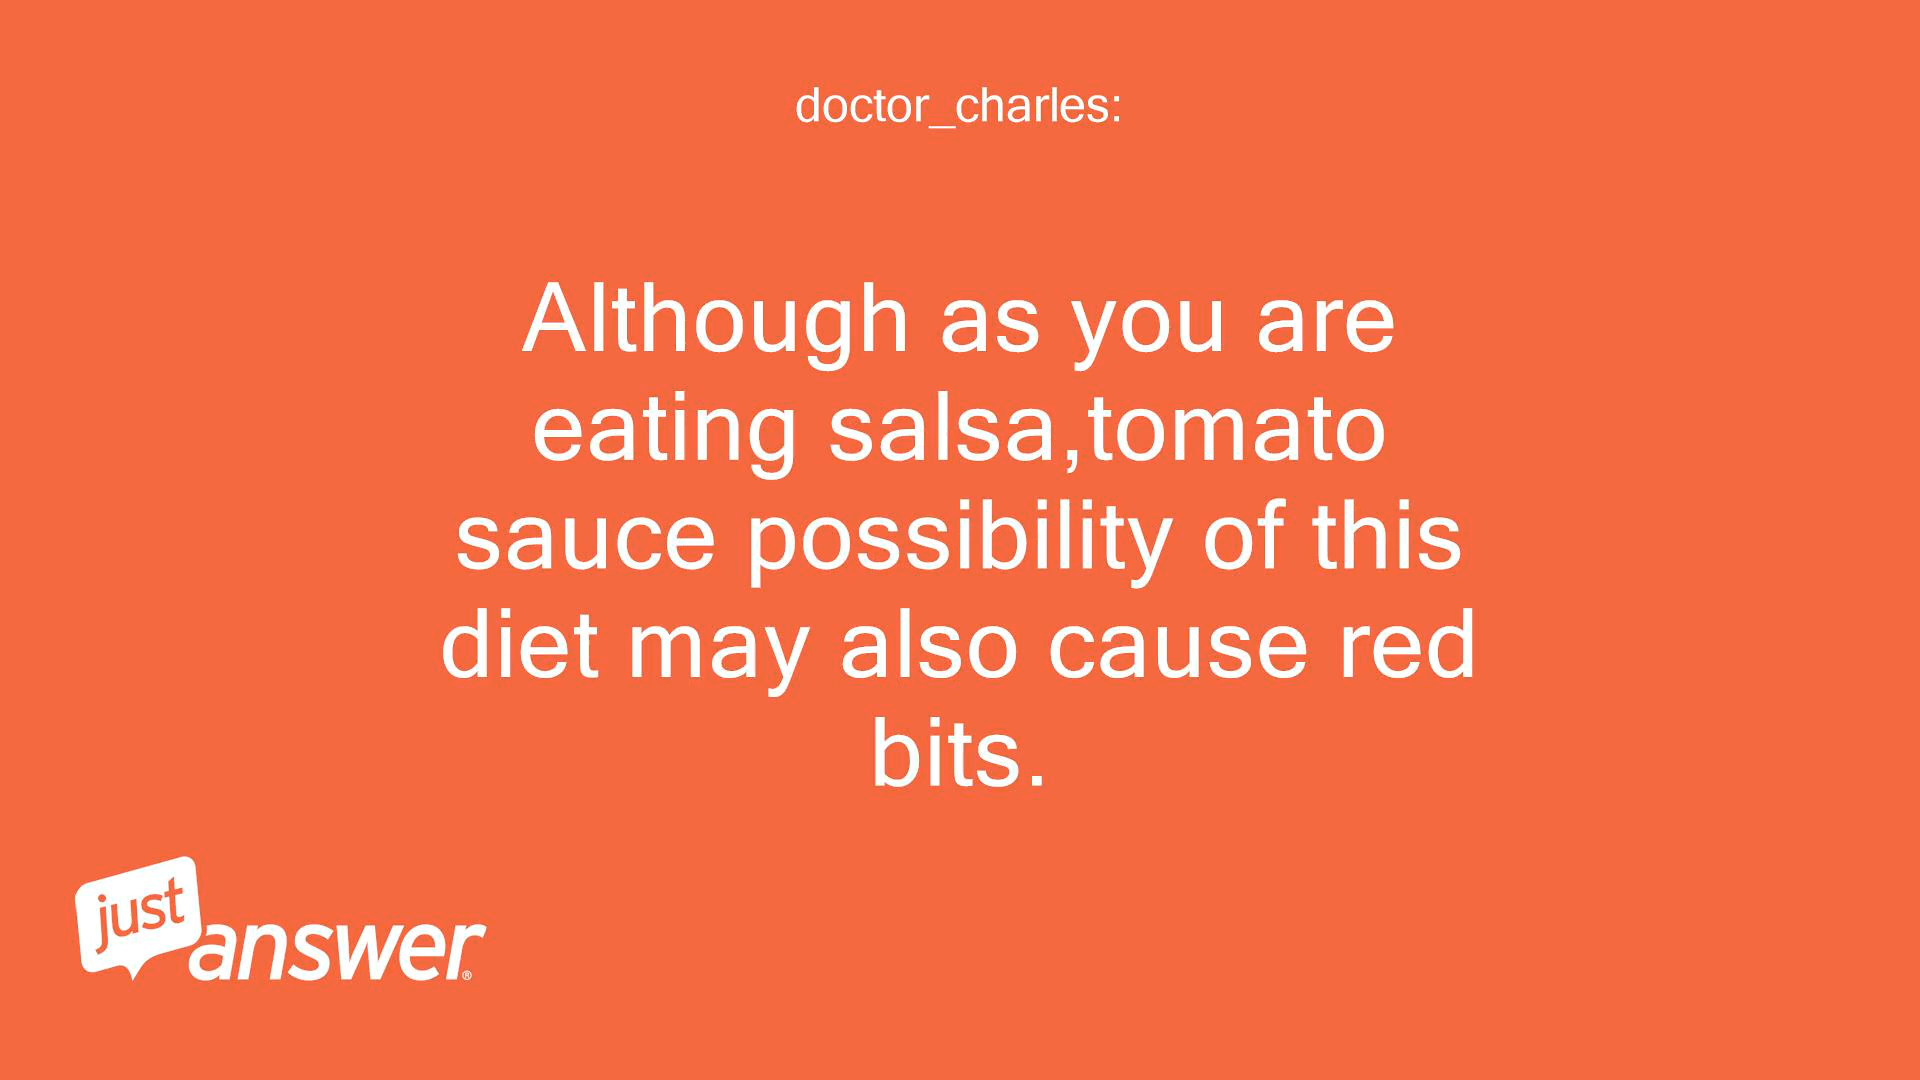 doctor_charles:
Although as you are
eating salsa,tomato
sauce possibility of this
diet may also cause red
bits.
just
answer®